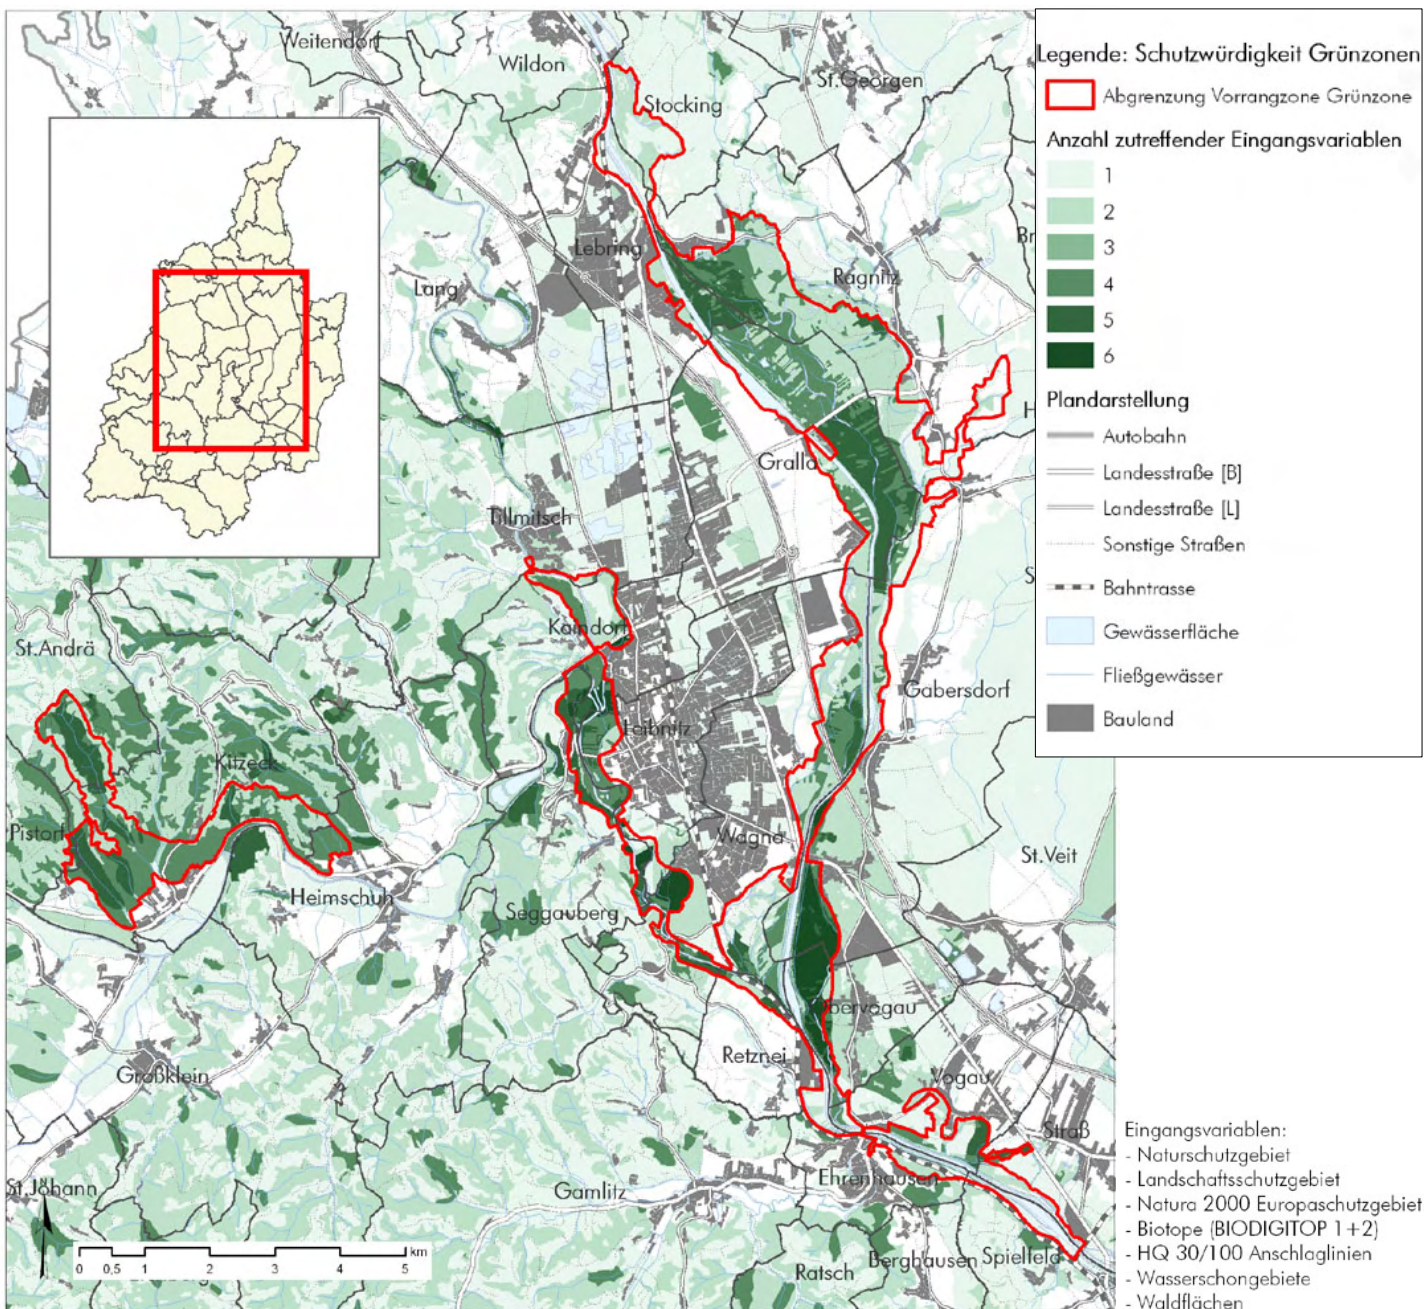 Weitendorf
Wildon
St.Georgen
Stocking
Lebring
Lang
Ragnitz
Gralla
Tillmitsch
Kaindorf
St.Andrä
Gabersdorf
Leibnitz
Kitzeck
Pistorf
Wagna
St.Veit
Heimschuh
Seggauberg
Obervogau
Retznei
Großklein
Vogau
Straß
St.Johann
Gamlitz
Ehrenhausen
Berghausen
Spielfeld
Ratsch
0 0,5 1 2 3 4 5 km
Legende: Schutzwürdigkeit Grünzonen
Abgrenzung Vorrangzone Grünzone
Anzahl zutreffender Eingangsvariablen
1
2
3
4
5
6
Plandarstellung
Autobahn
Landesstraße [B]
Landesstraße [L]
Sonstige Straßen
Bahntrasse
Gewässerfläche
Fließgewässer
Bauland
Eingangsvariablen:
- Naturschutzgebiet
- Landschaftsschutzgebiet
- Natura 2000 Europaschutzgebiet
- Biotope (BIODIGITOP 1+2)
- HQ 30/100 Anschlaglinien
- Wasserschongebiete
- Waldflächen